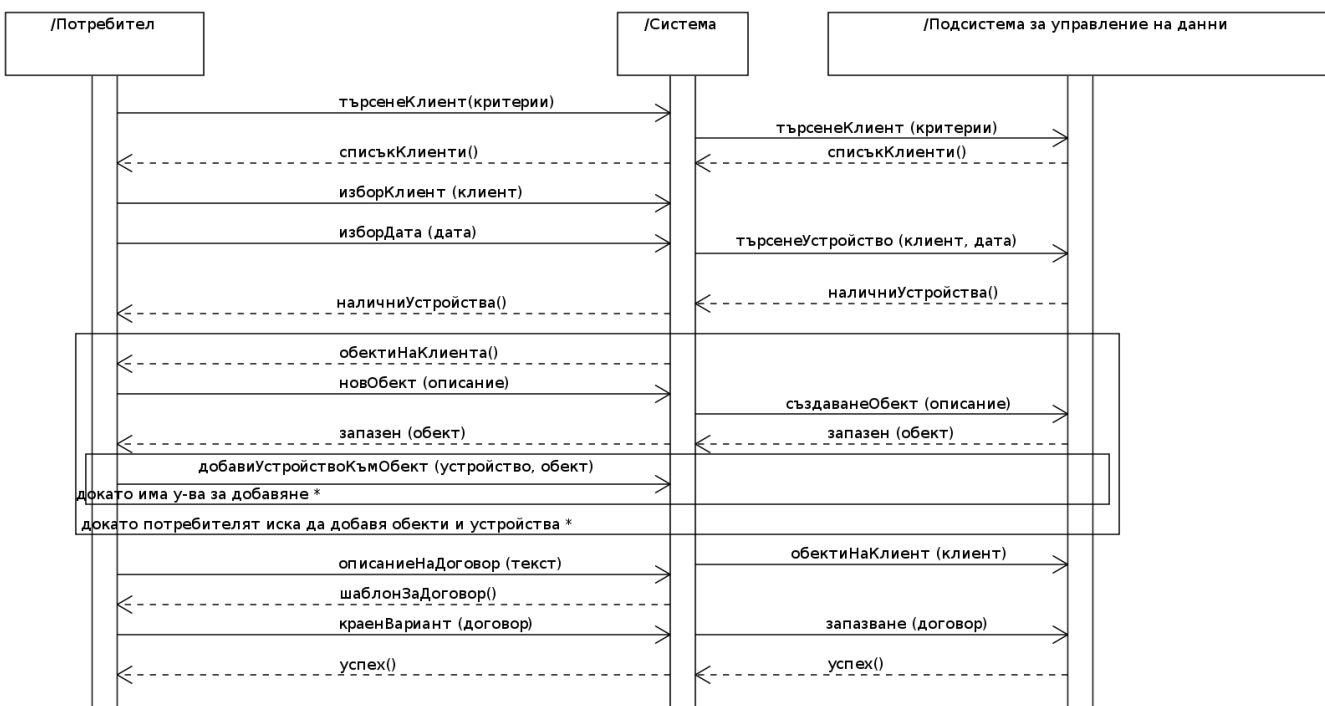 /Потребител
/Система
/Подсистема за управление на данни
търсенеКлиент(критерии)
търсенеКлиент (критерии)
списъкКлиенти()
списъкКлиенти()
изборКлиент (клиент)
изборДата (дата)
търсенеУстройство (клиент, дата)
наличниУстройства()
наличниУстройства()
обектиНаКлиента()
новОбект (описание)
създаванеОбект (описание)
запазен (обект)
запазен (обект)
добавиУстройствоКъмОбект (устройство, обект)
докато има у-ва за добавяне *
докато потребителят иска да добавя обекти и устройства *
обектиНаКлиент (клиент)
описаниеНаДоговор (текст)
шаблонЗаДоговор()
краенВариант (договор)
запазване (договор)
успех()
успех()